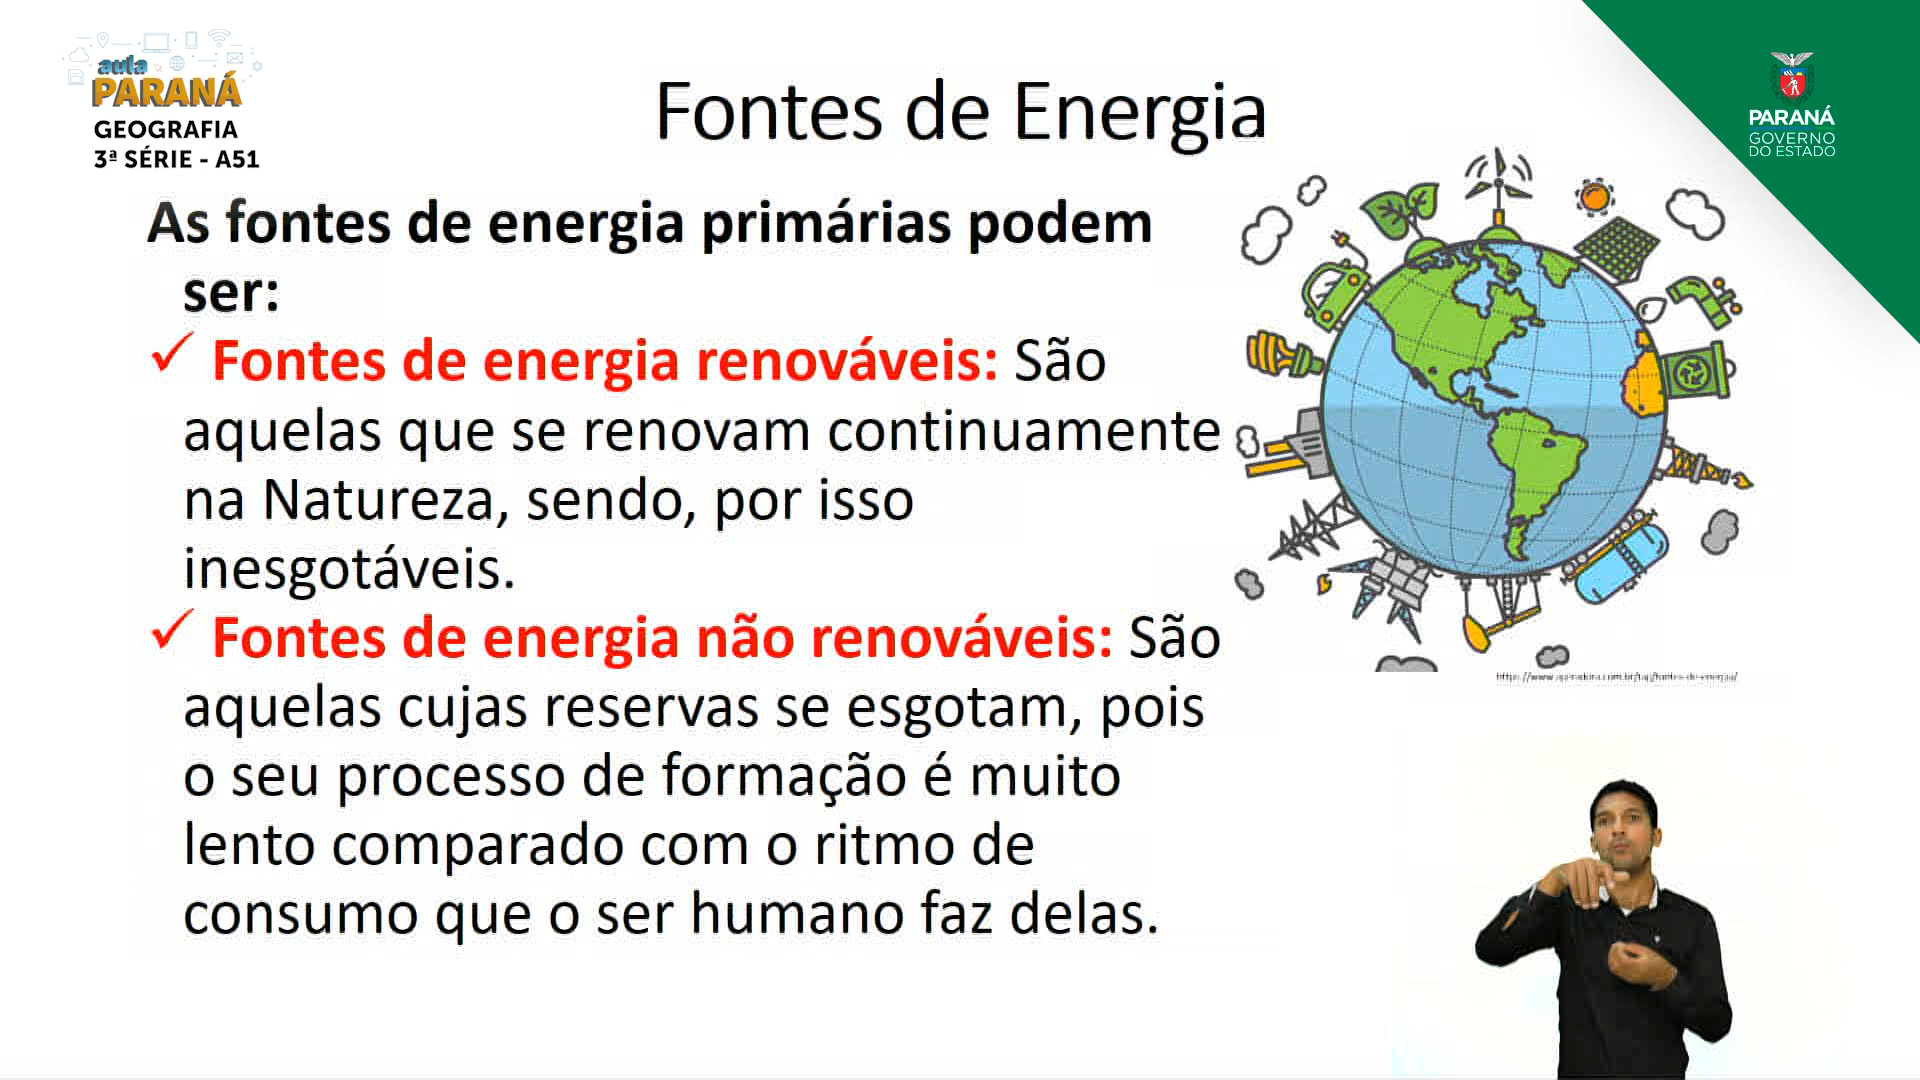 aula
PARANÁ
GEOGRAFIA
3ª SÉRIE - A51
Fontes de Energia
PARANÁ
GOVERNO
DO ESTADO
As fontes de energia primárias podem
ser:
✓ Fontes de energia renováveis: São
aquelas que se renovam continuamente
na Natureza, sendo, por isso
inesgotáveis.
✓ Fontes de energia não renováveis: São
aquelas cujas reservas se esgotam, pois
o seu processo de formação é muito
lento comparado com o ritmo de
consumo que o ser humano faz delas.